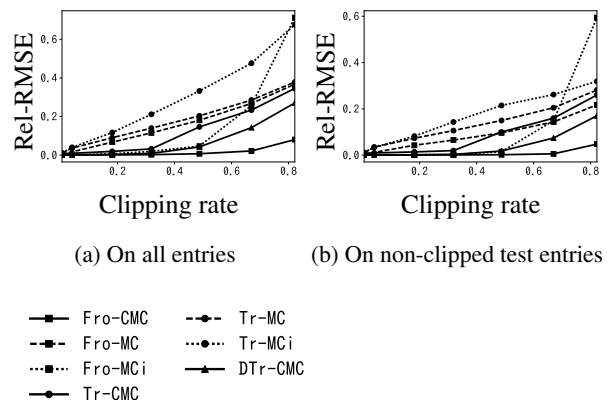 Rel-RMSE
0.6
0.4
0.2
0.0
0.2 0.4 0.6 0.8
Clipping rate
(a) On all entries
Rel-RMSE
0.6
0.4
0.2
0.0
0.2 0.4 0.6 0.8
Clipping rate
(b) On non-clipped test entries
Fro-CMC
Fro-MC
Fro-MCi
Tr-CMC
Tr-MC
Tr-MCi
DTr-CMC